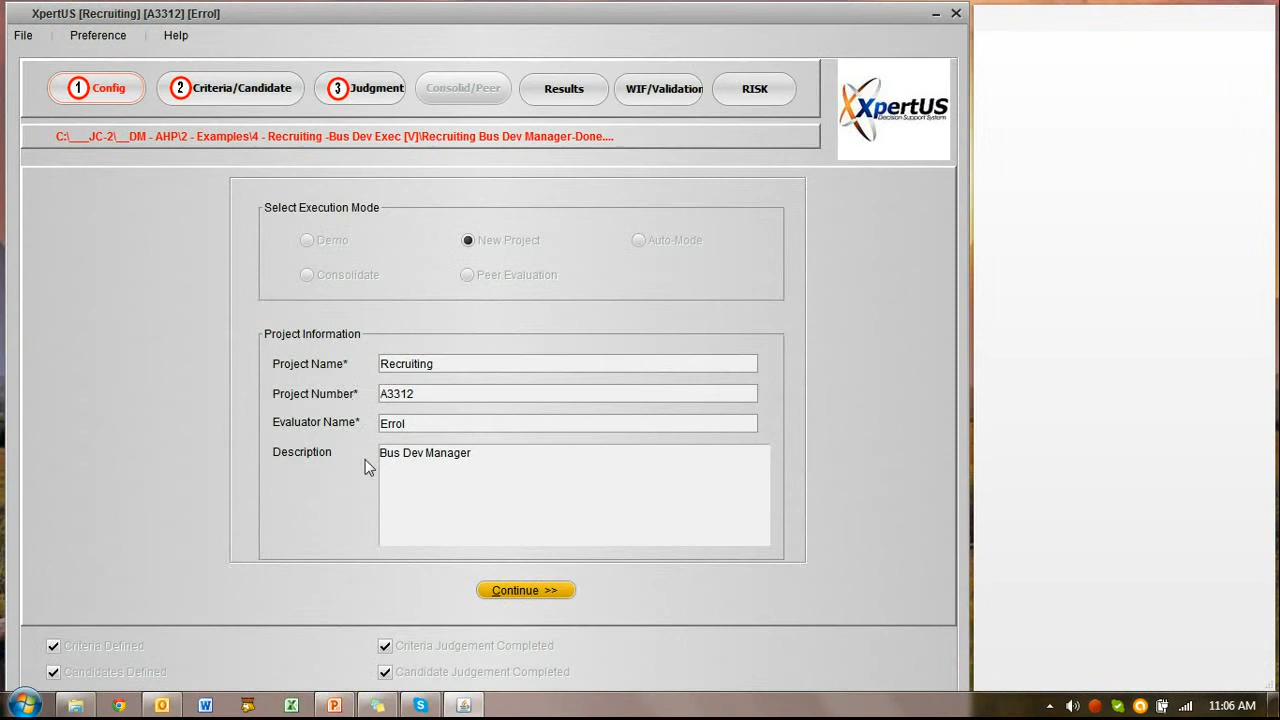 XpertUS [Recruiting] [A3312] [Errol]
File Preference Help
1 Config 2 Criteria/Candidate 3 Judgment Consolid/Peer Results WIF/Validation RISK
XpertUS
Decision Support System
C:\___JC-2\__DM - AHP\2 - Examples\4 - Recruiting -Bus Dev Exec [V]\Recruiting Bus Dev Manager-Done....
Select Execution Mode
Demo New Project Auto-Mode
Consolidate Peer Evaluation
Project Information
Project Name* Recruiting
Project Number* A3312
Evaluator Name* Errol
Description Bus Dev Manager
Continue >>
Criteria Defined Criteria Judgement Completed
Candidates Defined Candidate Judgement Completed
11:06 AM